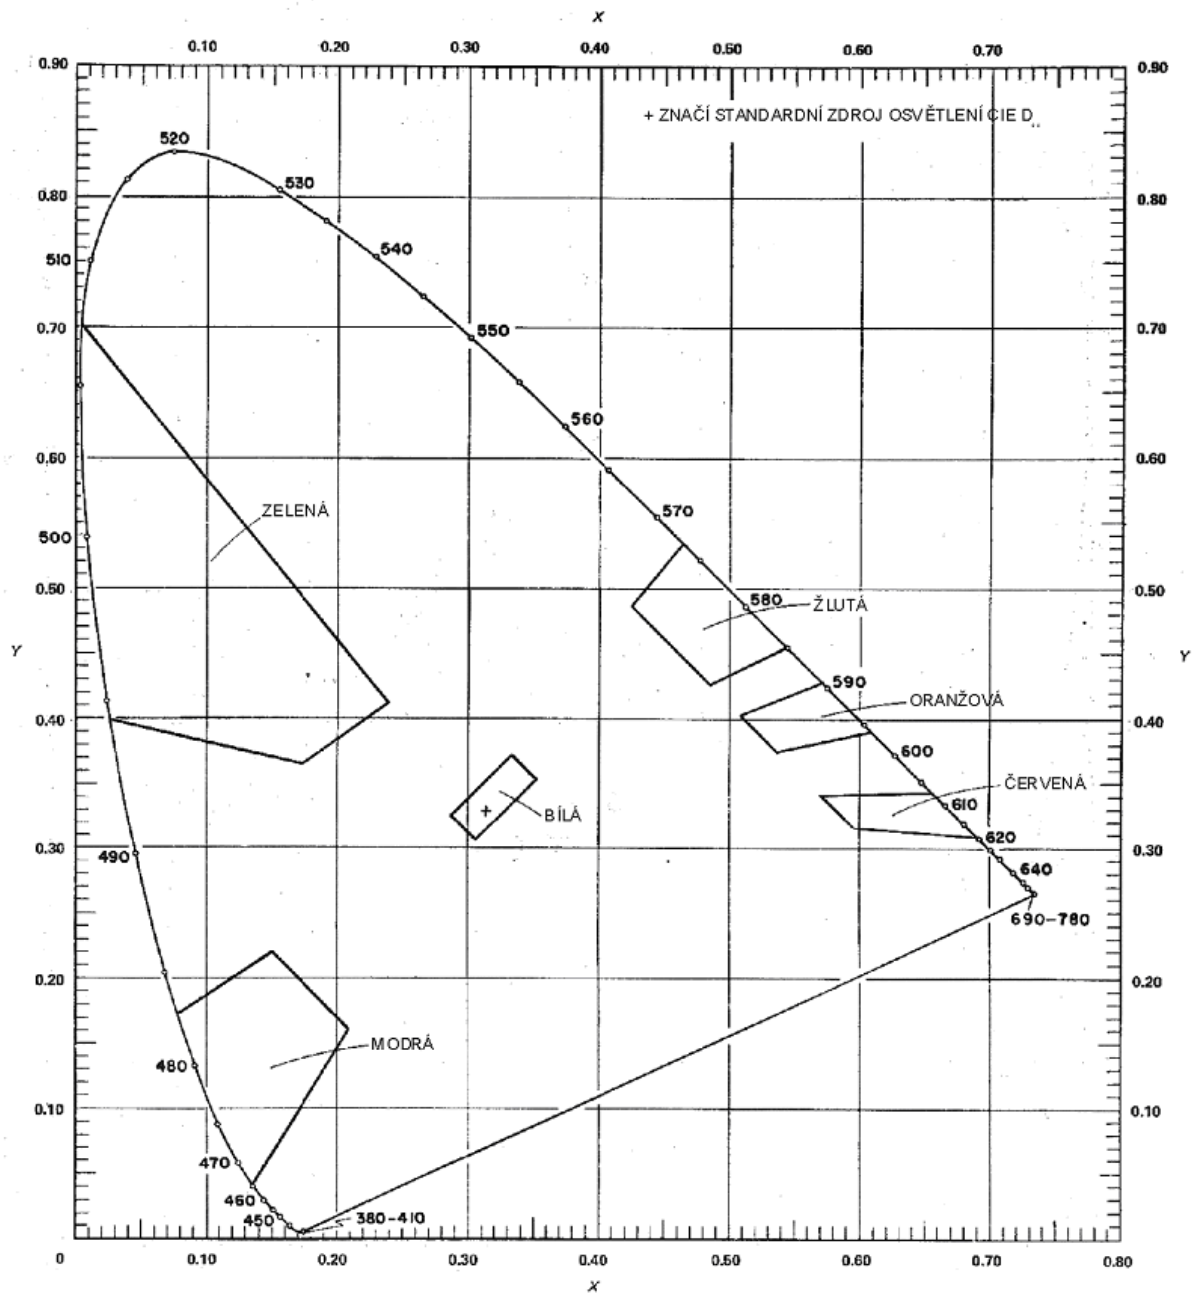 X
0.10 0.20 0.30 0.40 0.50 0.60 0.70
0.90 0.90
+ ZNAČÍ STANDARDNÍ ZDROJ OSVĚTLENÍ CIE D
520
530
0.80 0.80
540
510
0.70 550 0.70
560
0.60 0.60
ZELENÁ 570
500
0.50 0.50
580 ŽLUTÁ
Y Y
590
ORANŽOVÁ
0.40 0.40
600
ČERVENÁ
610
BÍLÁ
620
0.30 0.30
490
640
690-780
0.20 0.20
MODRÁ
480
0.10 0.10
470
460
450 380-410
0 0.10 0.20 0.30 0.40 0.50 0.60 0.70 0.80
X